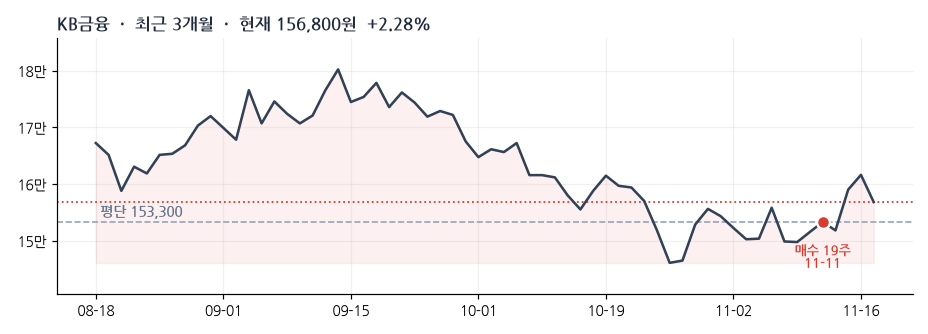 KB금융 · 최근 3개월 · 현재 156,800원 +2.28%
18만
17만
16만
평단 153,300
15만
매수 19주
11-11
08-18 09-01 09-15 10-01 10-19 11-02 11-16